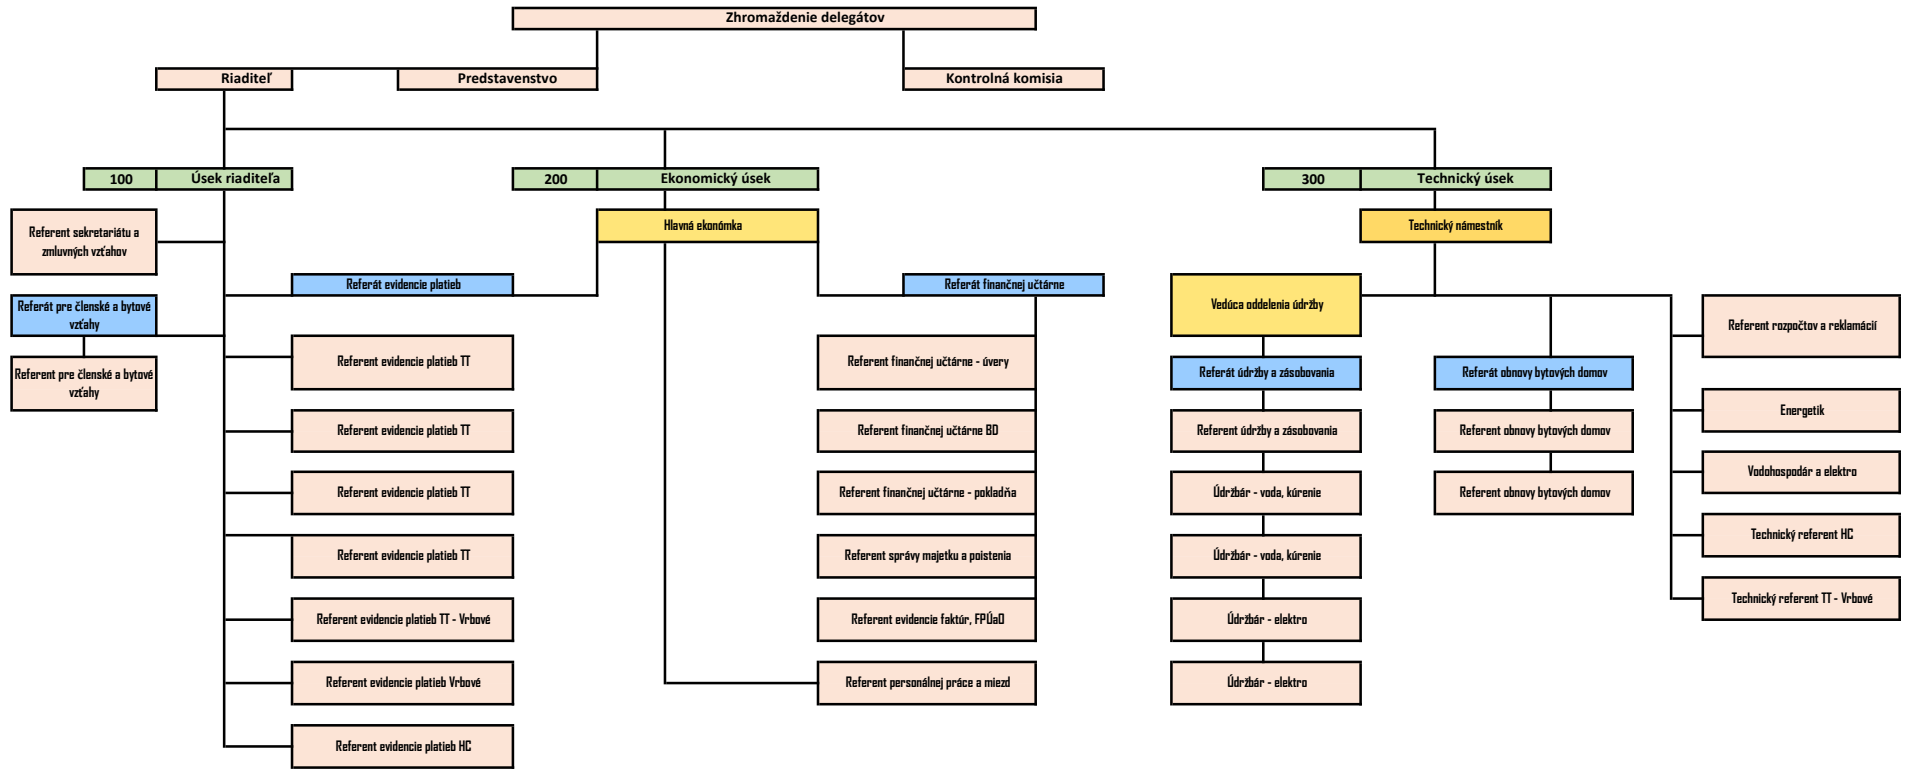 Zhromaždenie delegátov
Riaditeľ
Predstavenstvo
Kontrolná komisia
100 Úsek riaditeľa
200 Ekonomický úsek
300 Technický úsek
Referent sekretariátu a
zmluvných vzťahov
Hlavná ekonómka
Technický námestník
Referát evidencie platieb
Referát finančnej učtárne
Referát pre členské a bytové
vzťahy
Vedúca oddelenia údržby
Referent rozpočtov a reklamácií
Referent pre členské a bytové
vzťahy
Referent evidencie platieb TT
Referent finančnej učtárne - úvery
Referát údržby a zásobovania
Referát obnovy bytových domov
Energetik
Referent evidencie platieb TT
Referent finančnej učtárne BD
Referent údržby a zásobovania
Referent obnovy bytových domov
Vodohospodár a elektro
Referent evidencie platieb TT
Referent finančnej učtárne - pokladňa
Údržbár - voda, kúrenie
Referent obnovy bytových domov
Technický referent HC
Referent evidencie platieb TT
Referent správy majetku a poistenia
Údržbár - voda, kúrenie
Technický referent TT - Vrbové
Referent evidencie platieb TT - Vrbové
Referent evidencie faktúr, FPÚaO
Údržbár - elektro
Referent evidencie platieb Vrbové
Referent personálnej práce a miezd
Údržbár - elektro
Referent evidencie platieb HC